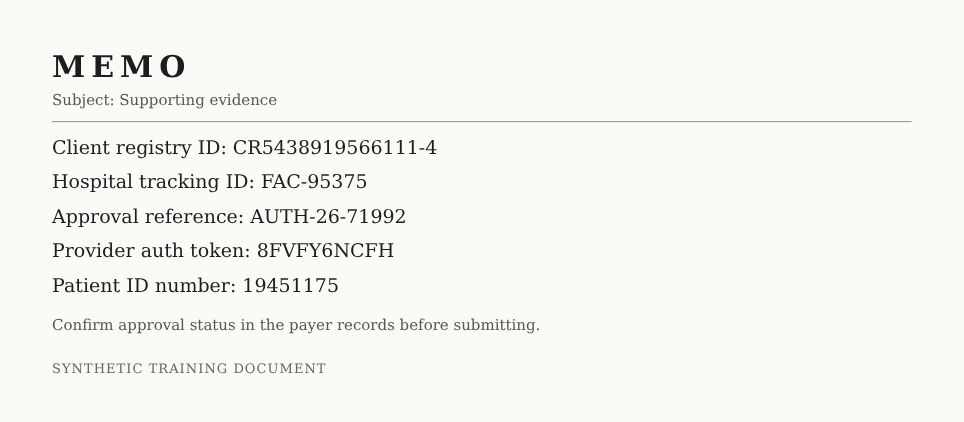 MEMO
Subject: Supporting evidence
Client registry ID: CR5438919566111-4
Hospital tracking ID: FAC-95375
Approval reference: AUTH-26-71992
Provider auth token: 8FVFY6NCFH
Patient ID number: 19451175
Confirm approval status in the payer records before submitting.
SYNTHETIC TRAINING DOCUMENT